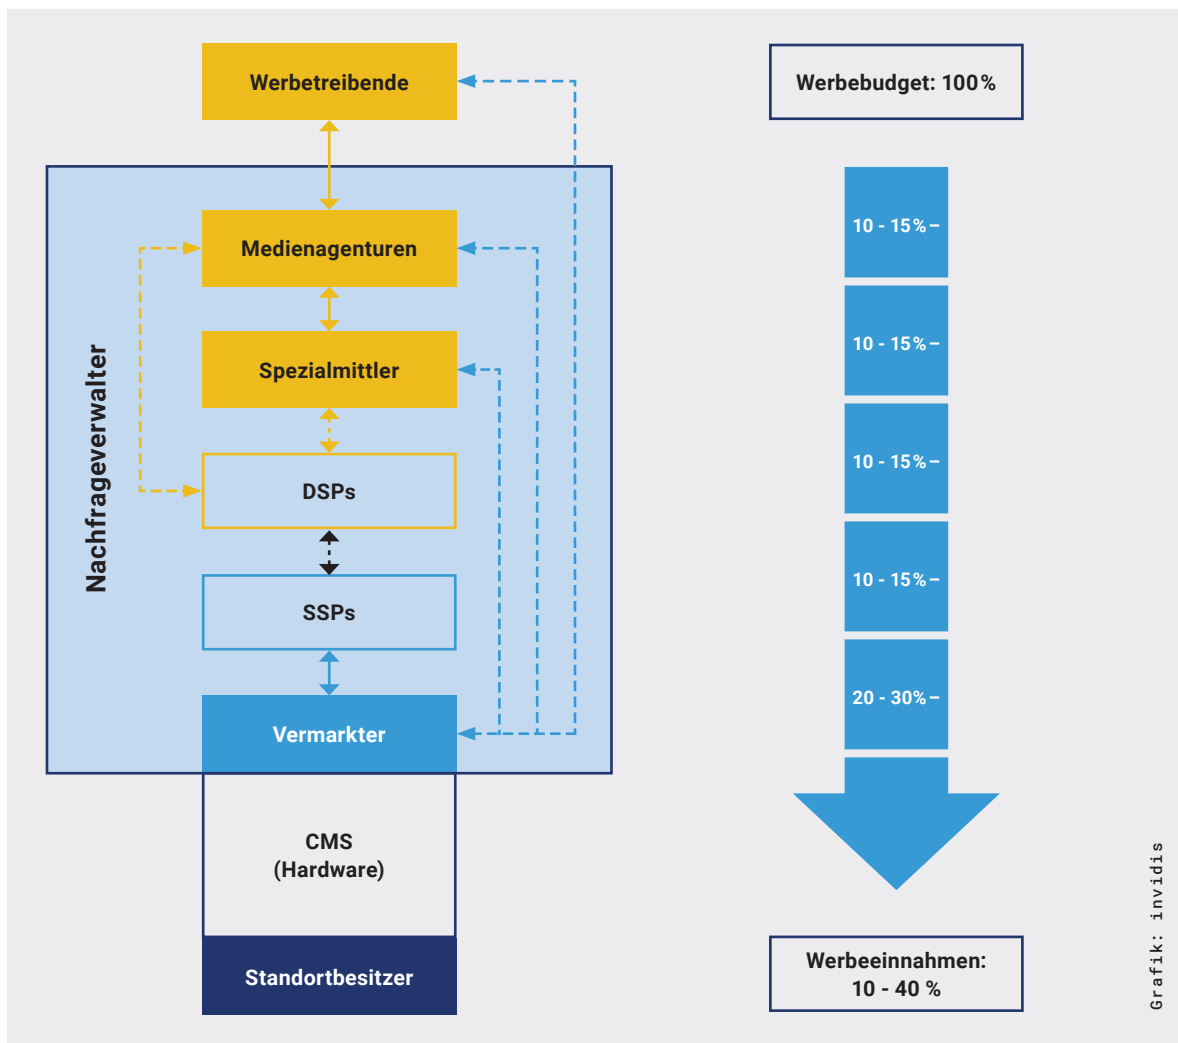 Werbetreibende
Werbebudget: 100%
Nachfrageverwalter
Medienagenturen
Spezialmittler
DSPs
SSPs
Vermarkter
CMS
(Hardware)
Standortbesitzer
10 - 15% –
10 - 15% –
10 - 15% –
10 - 15% –
20 - 30% –
Werbeeinnahmen:
10 - 40 %
Grafik: invidis